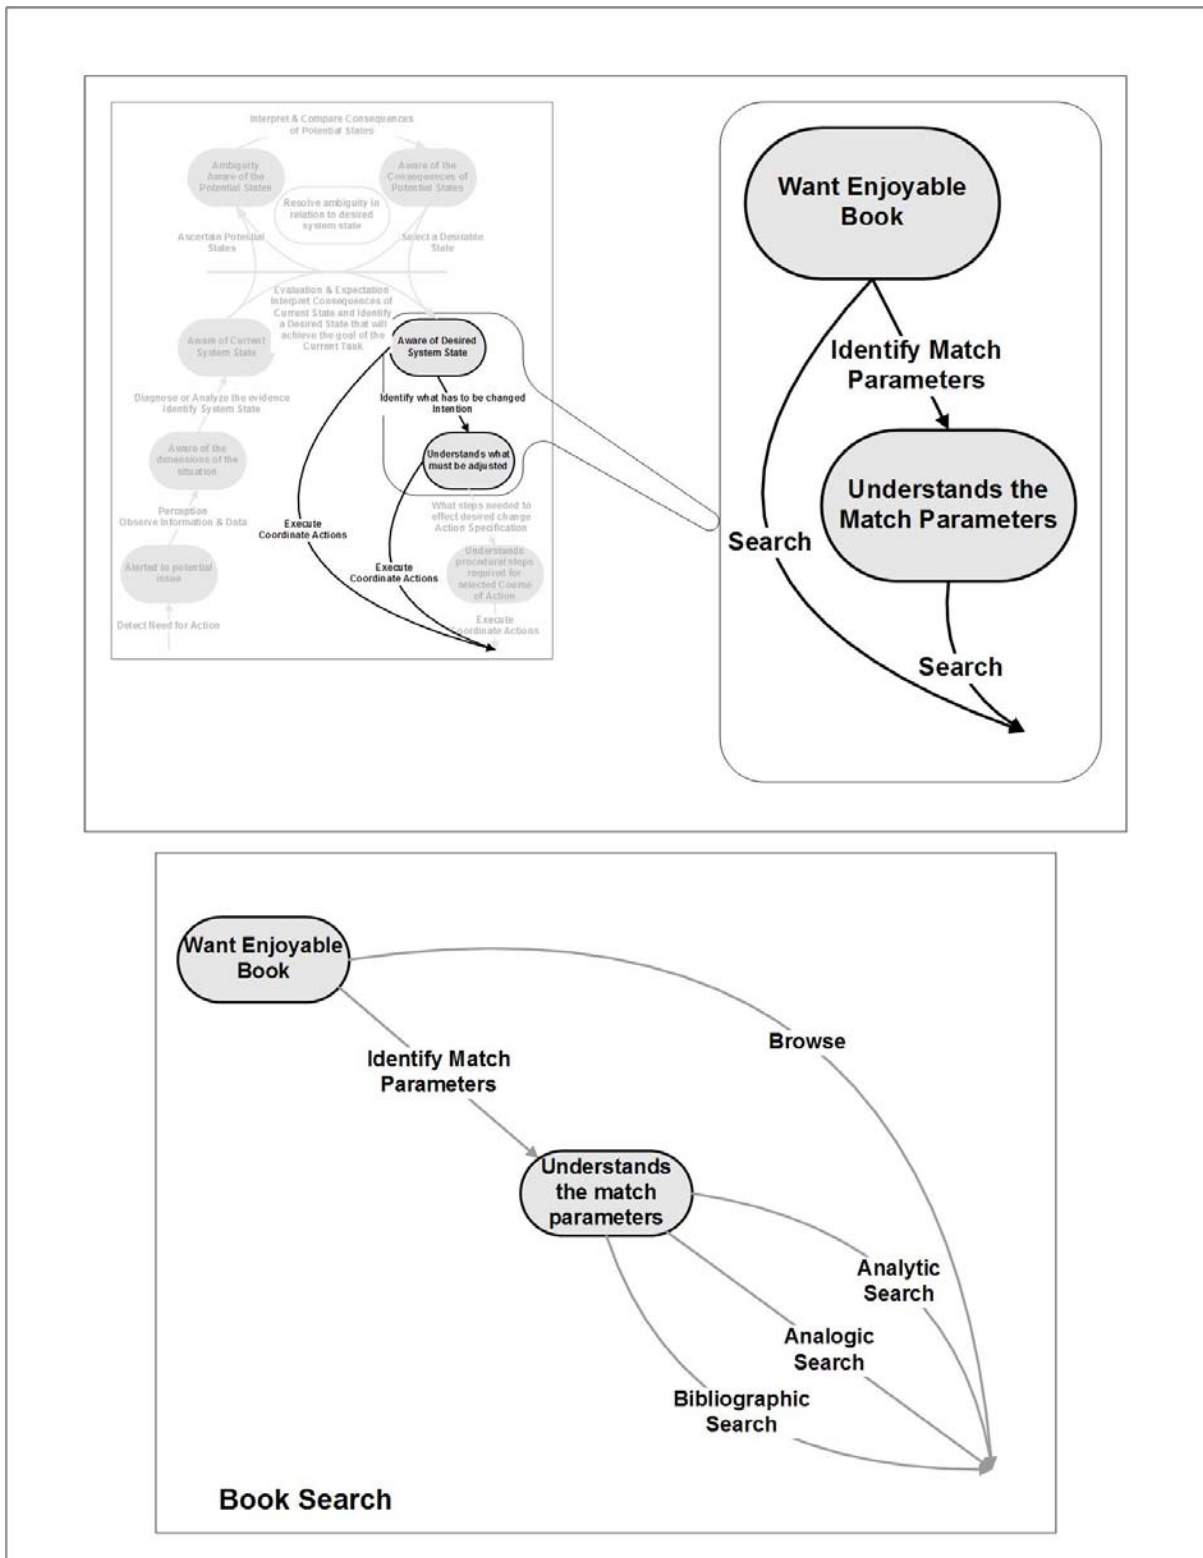 Interpret & Compare Consequences
of Potential States
Ambiguity
Aware of the
Potential States
Aware of the
Consequences of
Potential States
Resolve ambiguity in
relation to desired
system state
Ascertain Potential
States
Select a Desirable
State
Evaluation & Expectation
Interpret Consequences of
Current State and Identify
a Desired State that will
achieve the goal of the
Current Task
Aware of Current
System State
Aware of Desired
System State
Diagnose or Analyze the evidence
Identify System State
Identify what has to be changed
Intention
Aware of the
dimensions of the
situation
Understands what
must be adjusted
Perception
Observe Information & Data
What steps needed to
effect desired change
Action Specification
Execute
Coordinate Actions
Execute
Coordinate Actions
Alerted to potential
issue
Understands
procedural steps
required for
selected Course
of Action
Detect Need for Action
Execute
Coordinate Actions
Want Enjoyable
Book
Identify Match
Parameters
Understands the
Match Parameters
Search
Search
Want Enjoyable
Book
Browse
Identify Match
Parameters
Understands
the match
parameters
Analytic
Search
Analogic
Search
Bibliographic
Search
Book Search